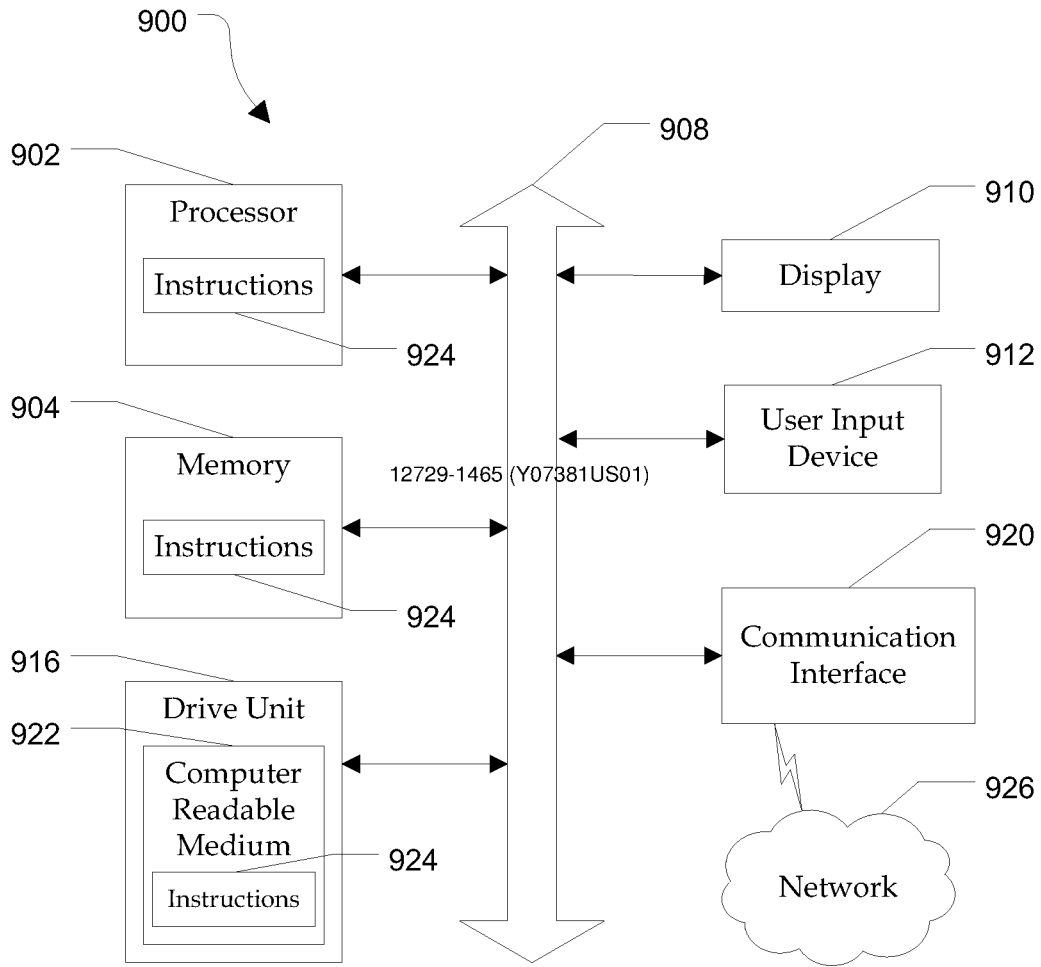 900
908
902
Processor
Instructions
924
910
Display
912
User Input
Device
904
Memory
12729-1465 (Y07381US01)
Instructions
924
920
Communication
Interface
916
Drive Unit
922
Computer
Readable
Medium
924
Instructions
926
Network